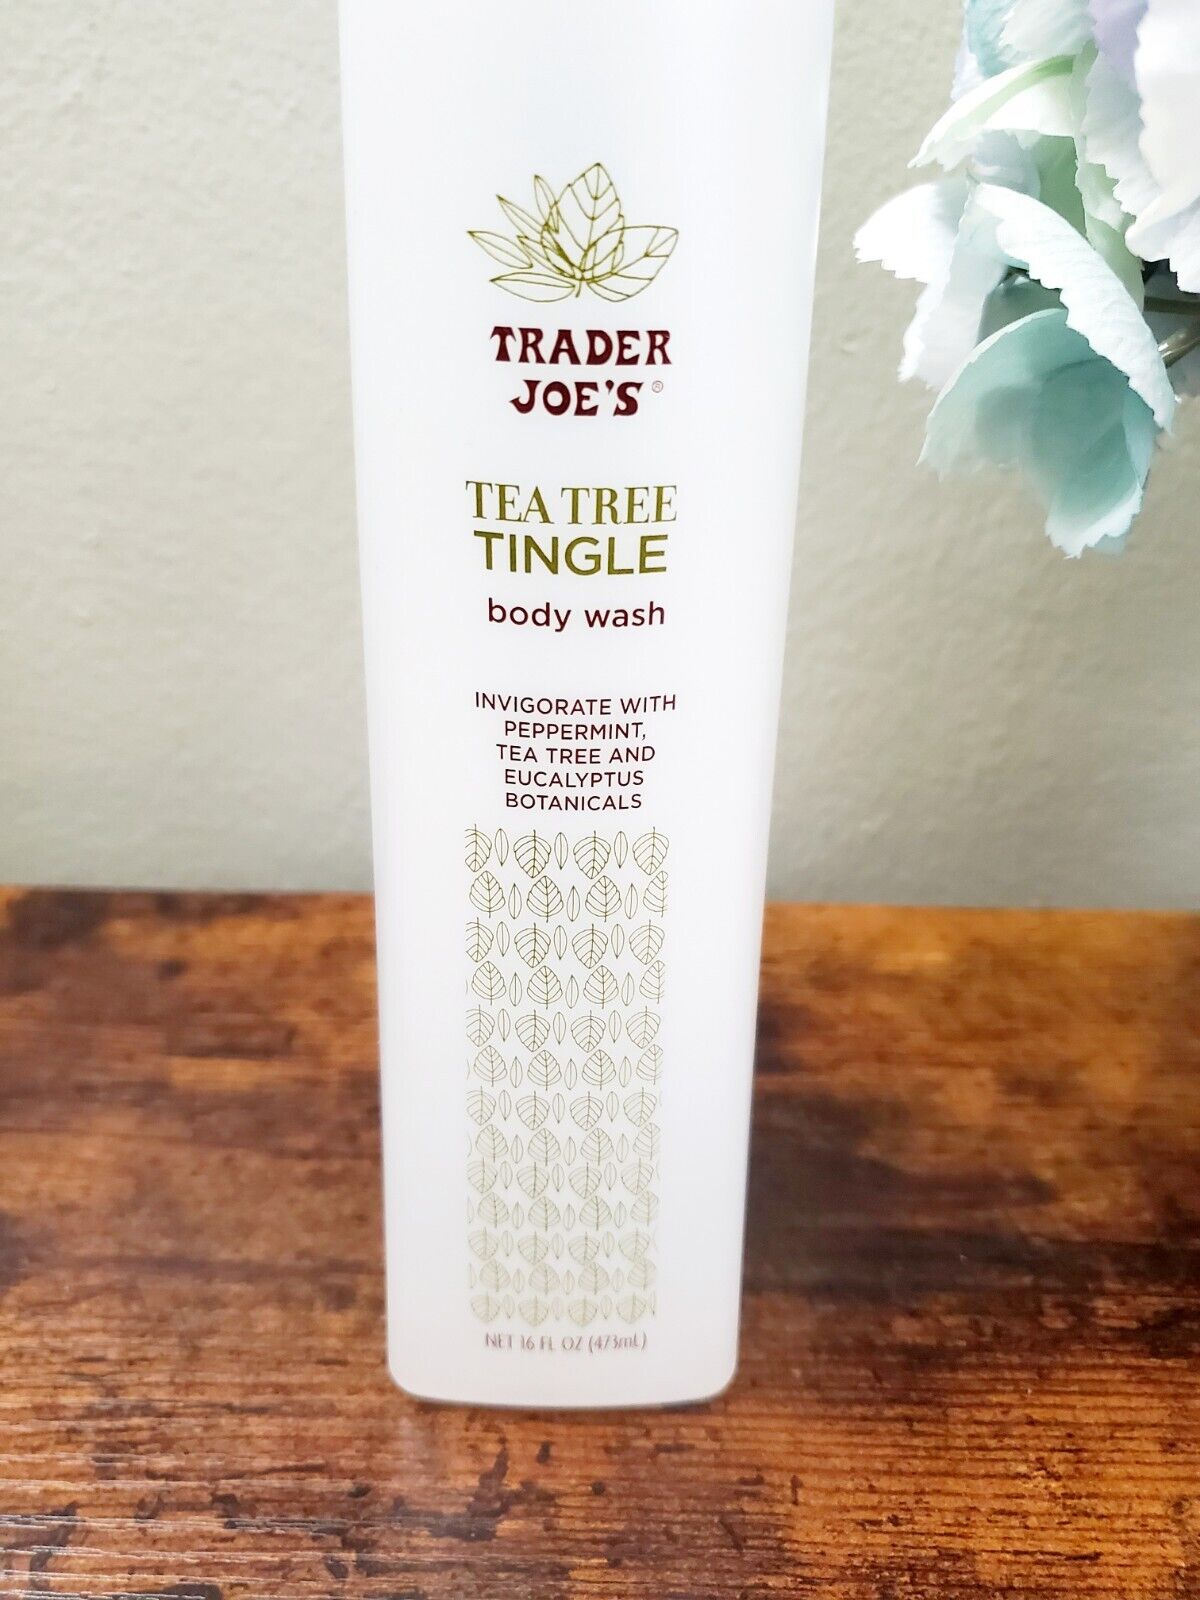 TRADER
JOE'S®
TEA TREE
TINGLE
body wash
INVIGORATE WITH
PEPPERMINT,
TEA TREE AND
EUCALYPTUS
BOTANICALS
NET 16 FL OZ (473mL)